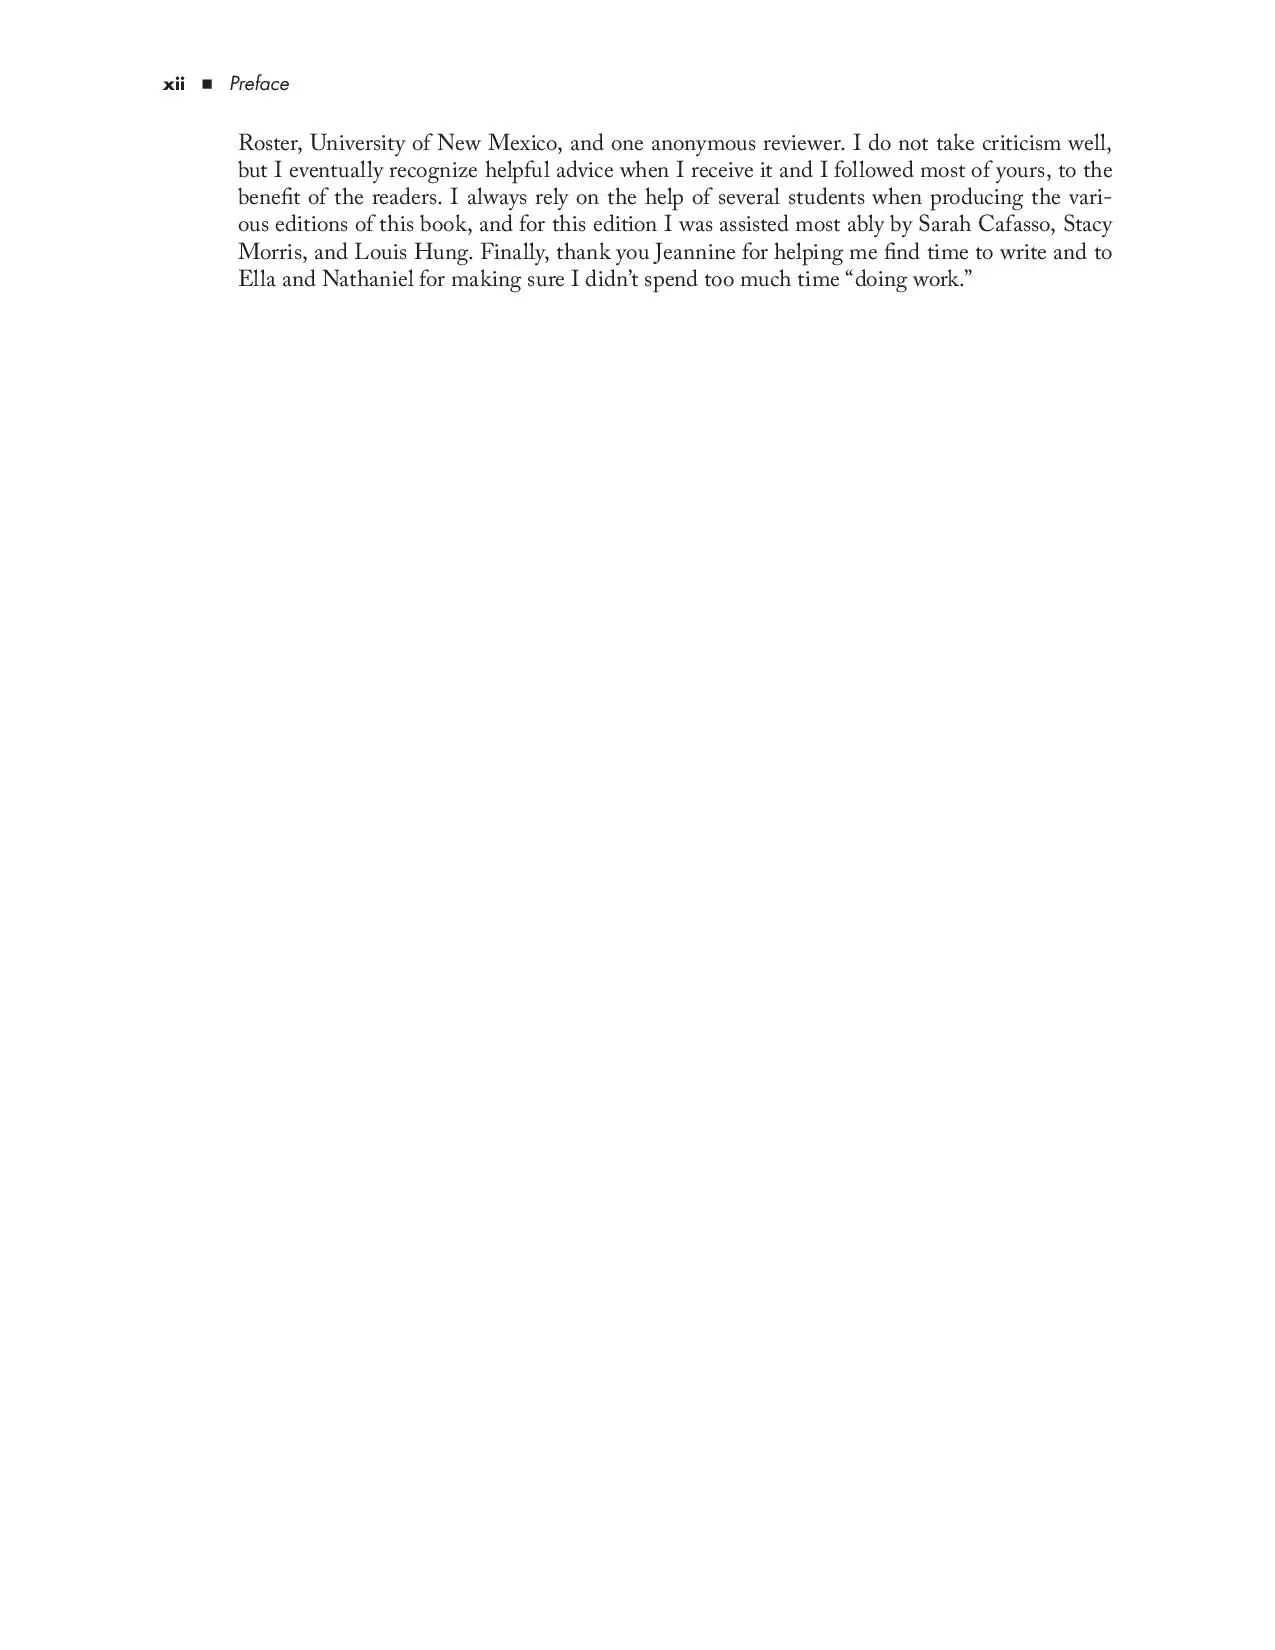 xii ■ Preface
Roster, University of New Mexico, and one anonymous reviewer. I do not take criticism well,
but I eventually recognize helpful advice when I receive it and I followed most of yours, to the
benefit of the readers. I always rely on the help of several students when producing the vari-
ous editions of this book, and for this edition I was assisted most ably by Sarah Cafasso, Stacy
Morris, and Louis Hung. Finally, thank you Jeannine for helping me find time to write and to
Ella and Nathaniel for making sure I didn’t spend too much time “doing work.”